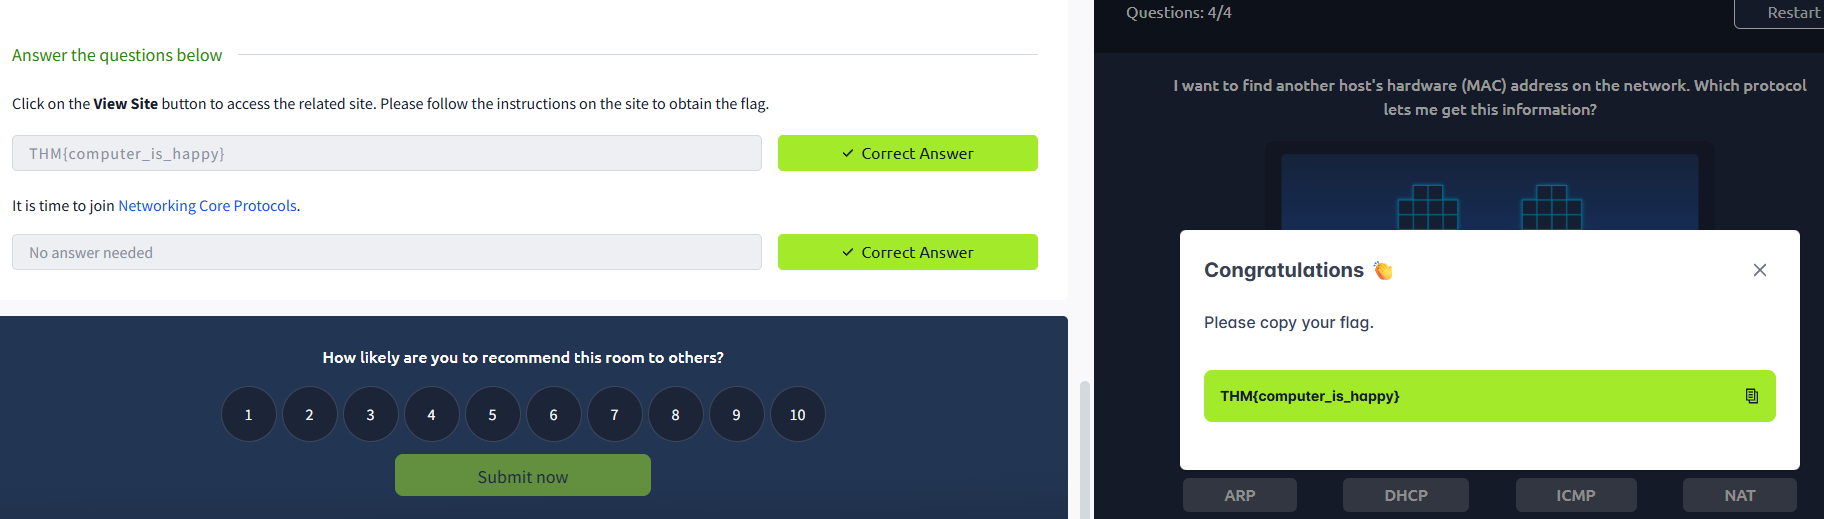 Answer the questions below
Click on the View Site button to access the related site. Please follow the instructions on the site to obtain the flag.
THM{computer_is_happy}
✓ Correct Answer
It is time to join Networking Core Protocols.
No answer needed
✓ Correct Answer
How likely are you to recommend this room to others?
1 2 3 4 5 6 7 8 9 10
Submit now
Questions: 4/4
Restart
I want to find another host's hardware (MAC) address on the network. Which protocol
lets me get this information?
Congratulations 👏
Please copy your flag.
THM{computer_is_happy}
ARP DHCP ICMP NAT